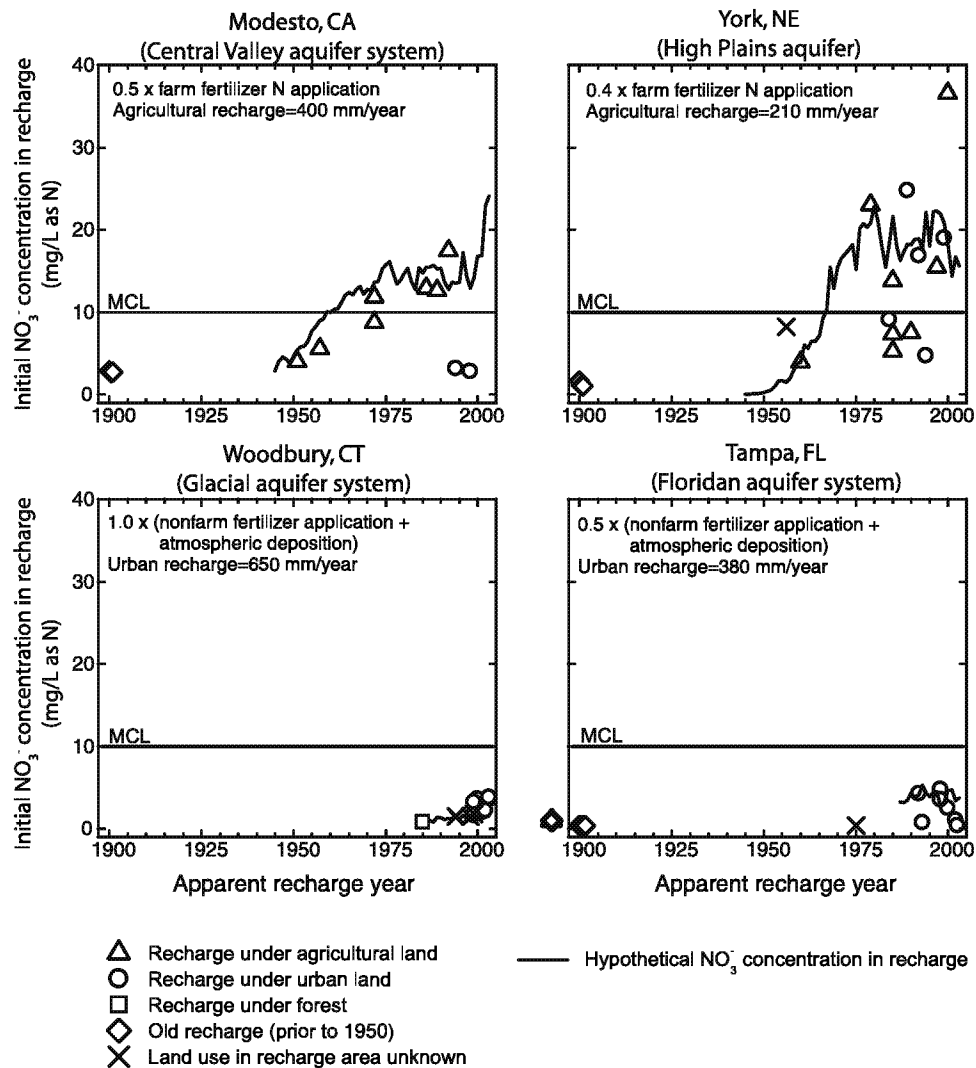 Modesto, CA
(Central Valley aquifer system)
York, NE
(High Plains aquifer)
Initial NO₃⁻ concentration in recharge
(mg/L as N)
40
30
20
10
0
0.5 x farm fertilizer N application
Agricultural recharge=400 mm/year
MCL
1900 1925 1950 1975 2000
0.4 x farm fertilizer N application
Agricultural recharge=210 mm/year
MCL
1900 1925 1950 1975 2000
Woodbury, CT
(Glacial aquifer system)
Tampa, FL
(Floridan aquifer system)
Initial NO₃⁻ concentration in recharge
(mg/L as N)
40
30
20
10
0
1.0 x (nonfarm fertilizer application +
atmospheric deposition)
Urban recharge=650 mm/year
MCL
1900 1925 1950 1975 2000
Apparent recharge year
0.5 x (nonfarm fertilizer application +
atmospheric deposition)
Urban recharge=380 mm/year
MCL
1900 1925 1950 1975 2000
Apparent recharge year
Recharge under agricultural land
Recharge under urban land
Recharge under forest
Old recharge (prior to 1950)
Land use in recharge area unknown
Hypothetical NO₃⁻ concentration in recharge